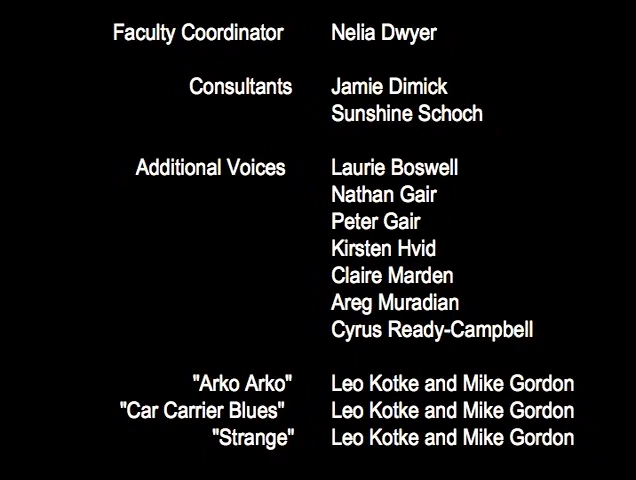 Faculty Coordinator Nelia Dwyer
Consultants Jamie Dimick
Sunshine Schoch
Additional Voices Laurie Boswell
Nathan Gair
Peter Gair
Kirsten Hvid
Claire Marden
Areg Muradian
Cyrus Ready-Campbell
"Arko Arko" Leo Kotke and Mike Gordon
"Car Carrier Blues" Leo Kotke and Mike Gordon
"Strange" Leo Kotke and Mike Gordon